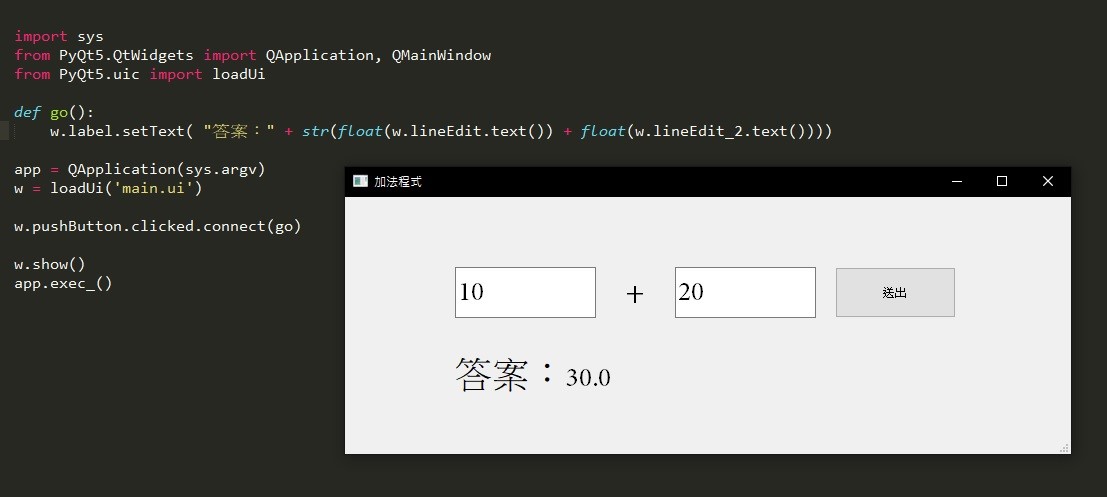 import sys
from PyQt5.QtWidgets import QApplication, QMainWindow
from PyQt5.uic import loadUi
def go():
w.label.setText( "答案：" + str(float(w.lineEdit.text()) + float(w.lineEdit_2.text())))
app = QApplication(sys.argv)
w = loadUi('main.ui')
w.pushButton.clicked.connect(go)
w.show()
app.exec_()
加法程式
10 + 20 送出
答案：30.0